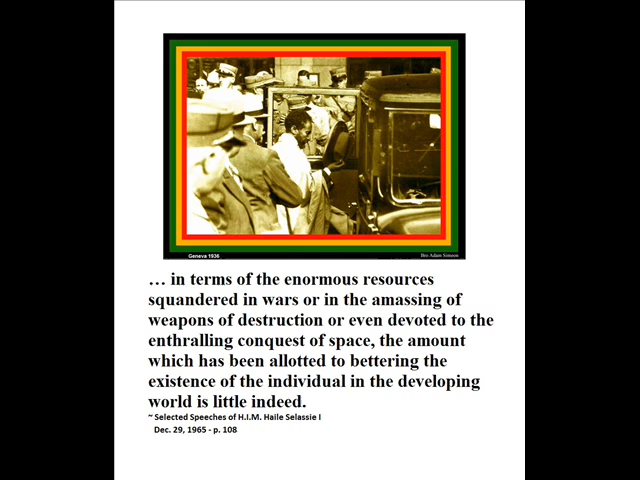 Geneva 1936
Bro Adam Simeon
… in terms of the enormous resources
squandered in wars or in the amassing of
weapons of destruction or even devoted to the
enthralling conquest of space, the amount
which has been allotted to bettering the
existence of the individual in the developing
world is little indeed.
~ Selected Speeches of H.I.M. Haile Selassie I
Dec. 29, 1965 - p. 108